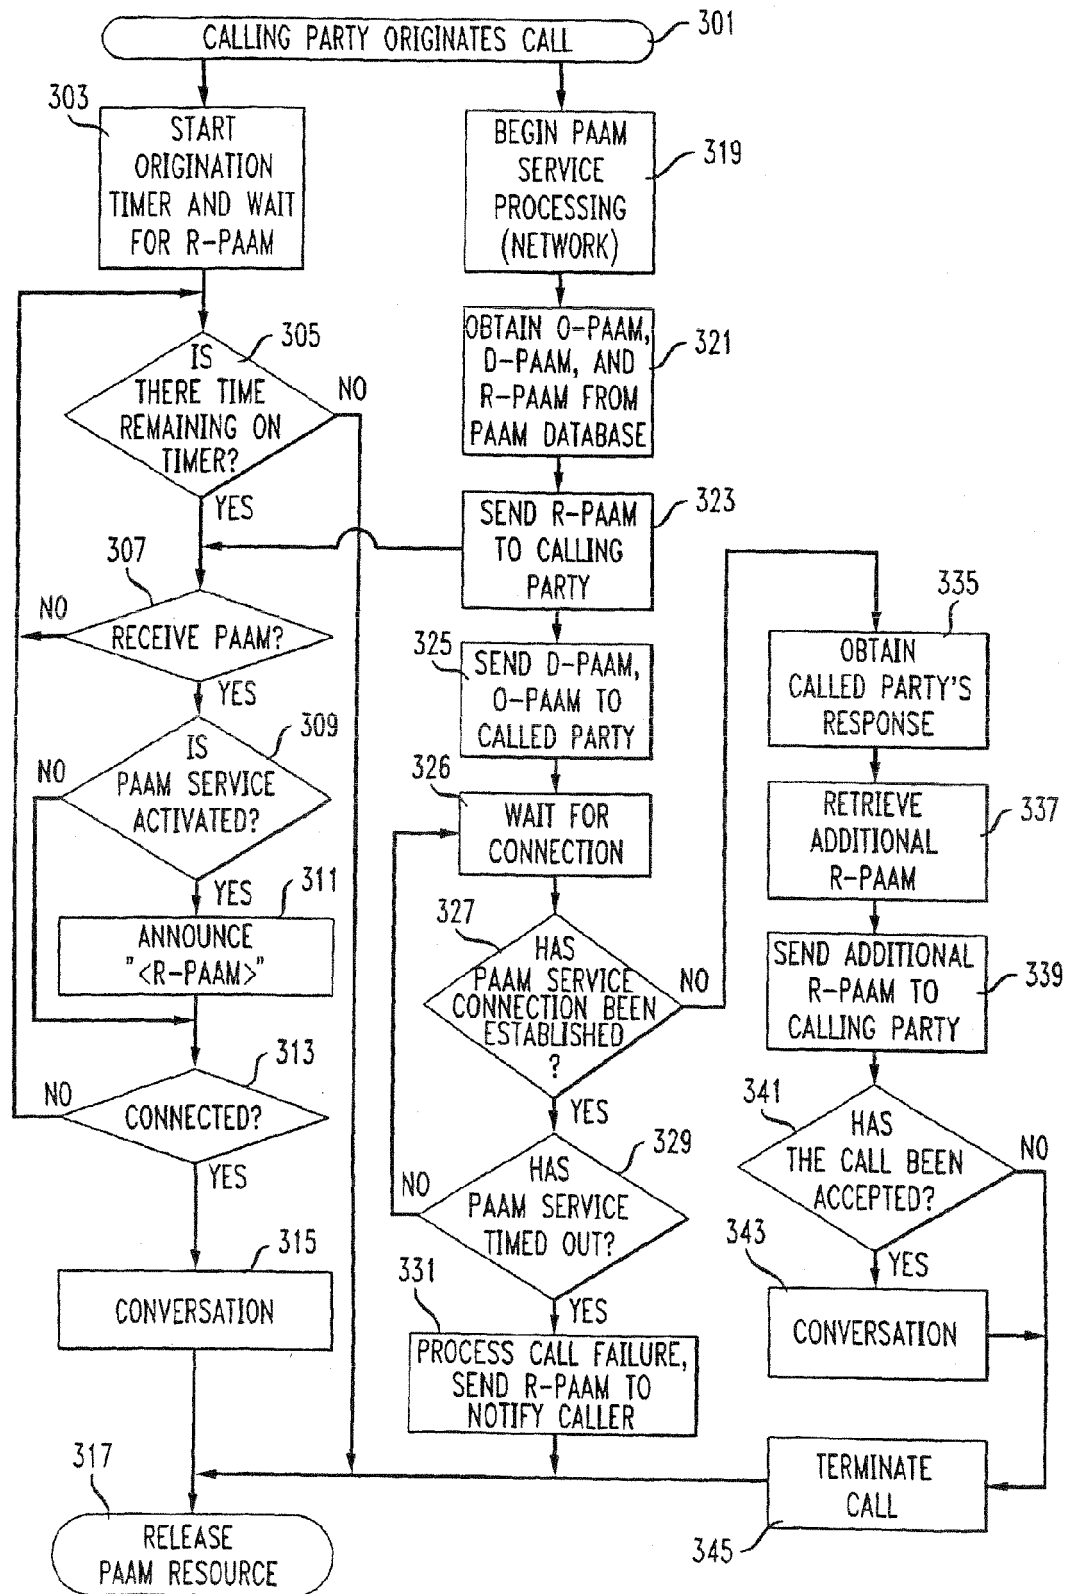 CALLING PARTY ORIGINATES CALL
301
303
START
ORIGINATION
TIMER AND WAIT
FOR R-PAAM
305
IS
THERE TIME
REMAINING ON
TIMER?
NO
YES
307
NO
RECEIVE PAAM?
YES
309
NO
IS
PAAM SERVICE
ACTIVATED?
YES
311
ANNOUNCE
"<R-PAAM>"
313
NO
CONNECTED?
YES
315
CONVERSATION
317
RELEASE
PAAM RESOURCE
BEGIN PAAM
SERVICE
PROCESSING
(NETWORK)
319
OBTAIN O-PAAM,
D-PAAM, AND
R-PAAM FROM
PAAM DATABASE
321
SEND R-PAAM
TO CALLING
PARTY
323
325
SEND D-PAAM,
O-PAAM TO
CALLED PARTY
326
WAIT FOR
CONNECTION
327
HAS
PAAM SERVICE
CONNECTION BEEN
ESTABLISHED
?
NO
YES
329
HAS
PAAM SERVICE
TIMED OUT?
NO
YES
331
PROCESS CALL FAILURE,
SEND R-PAAM TO
NOTIFY CALLER
335
OBTAIN
CALLED PARTY'S
RESPONSE
RETRIEVE
ADDITIONAL
R-PAAM
337
SEND ADDITIONAL
R-PAAM TO
CALLING PARTY
339
341
HAS
THE CALL BEEN
ACCEPTED?
NO
YES
343
CONVERSATION
TERMINATE
CALL
345